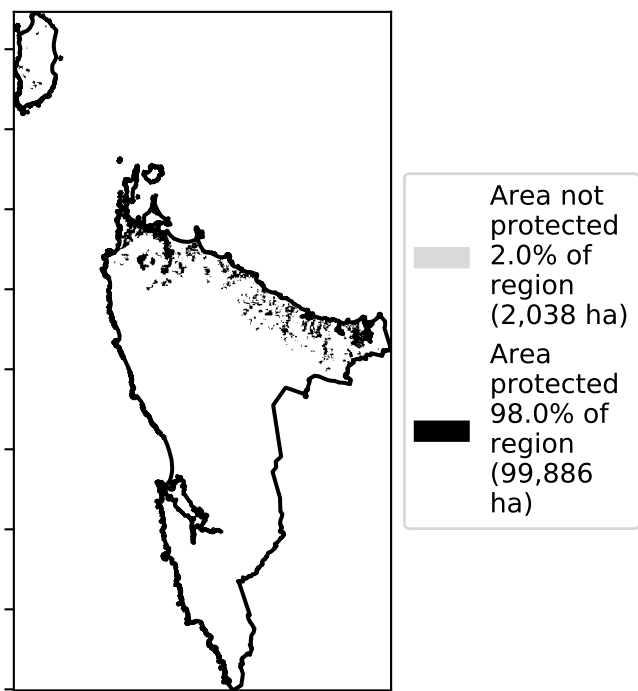 Area not
protected
2.0% of
region
(2,038 ha)
Area
protected
98.0% of
region
(99,886
ha)